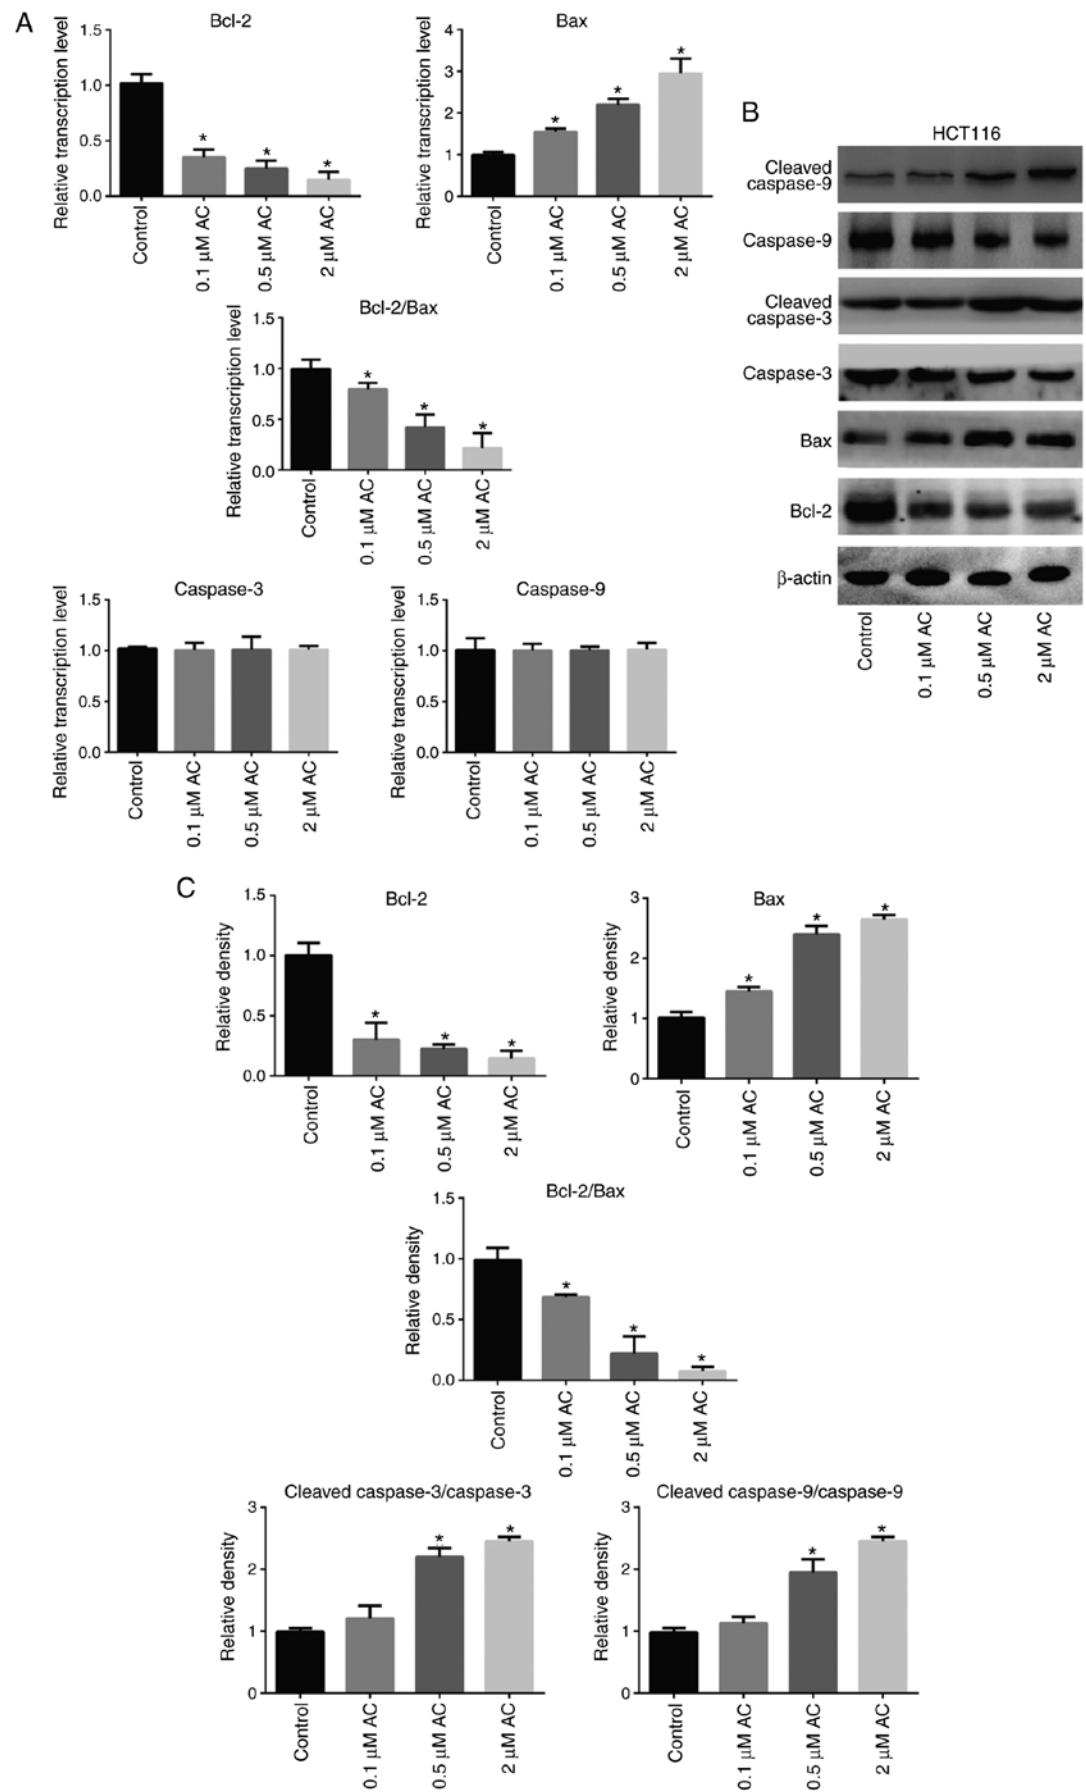 A
Bcl-2
Relative transcription level
1.5
1.0
0.5
0.0
*
*
*
Control
0.1 µM AC
0.5 µM AC
2 µM AC
Bax
Relative transcription level
4
3
2
1
0
*
*
*
Control
0.1 µM AC
0.5 µM AC
2 µM AC
Bcl-2/Bax
Relative transcription level
1.5
1.0
0.5
0.0
*
*
*
Control
0.1 µM AC
0.5 µM AC
2 µM AC
Caspase-3
Relative transcription level
1.5
1.0
0.5
0.0
Control
0.1 µM AC
0.5 µM AC
2 µM AC
Caspase-9
Relative transcription level
1.5
1.0
0.5
0.0
Control
0.1 µM AC
0.5 µM AC
2 µM AC
B
HCT116
Cleaved
caspase-9
Caspase-9
Cleaved
caspase-3
Caspase-3
Bax
Bcl-2
β-actin
Control
0.1 µM AC
0.5 µM AC
2 µM AC
C
Bcl-2
Relative density
1.5
1.0
0.5
0.0
*
*
*
Control
0.1 µM AC
0.5 µM AC
2 µM AC
Bax
Relative density
3
2
1
0
*
*
*
Control
0.1 µM AC
0.5 µM AC
2 µM AC
Bcl-2/Bax
Relative density
1.5
1.0
0.5
0.0
*
*
*
Control
0.1 µM AC
0.5 µM AC
2 µM AC
Cleaved caspase-3/caspase-3
Relative density
3
2
1
0
*
*
Control
0.1 µM AC
0.5 µM AC
2 µM AC
Cleaved caspase-9/caspase-9
Relative density
3
2
1
0
*
*
Control
0.1 µM AC
0.5 µM AC
2 µM AC